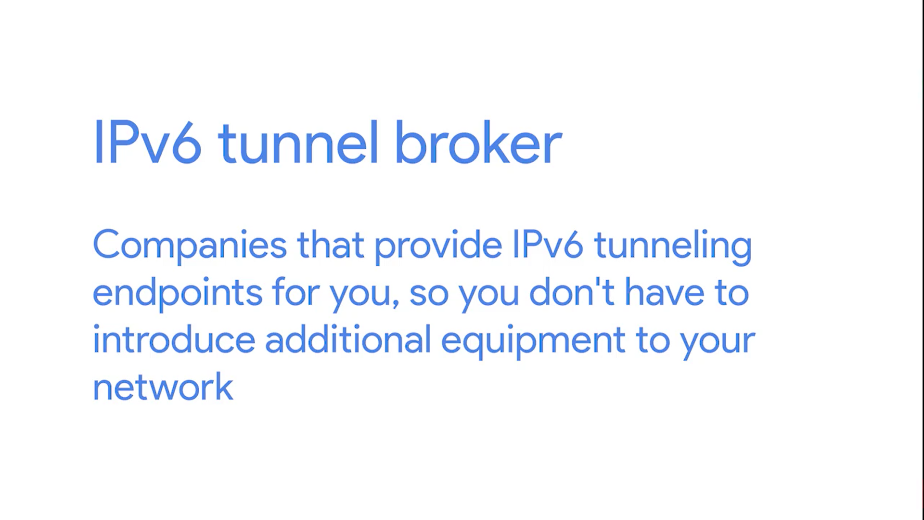 IPv6 tunnel broker
Companies that provide IPv6 tunneling
endpoints for you, so you don't have to
introduce additional equipment to your
network